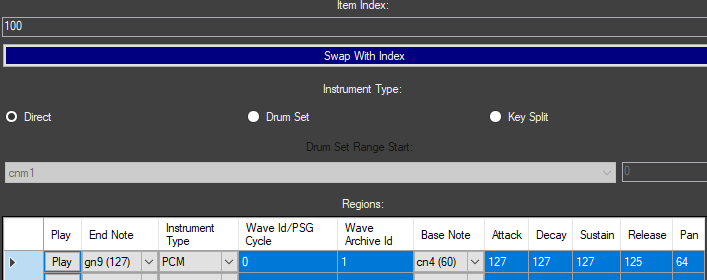 Item Index:
100
Swap With Index
Instrument Type:
Direct Drum Set Key Split
Drum Set Range Start:
cnm1 0
Regions:
Play End Note Instrument Type Wave Id/PSG Cycle Wave Archive Id Base Note Attack Decay Sustain Release Pan
Play gn9 (127) PCM 0 1 cn4 (60) 127 127 127 125 64